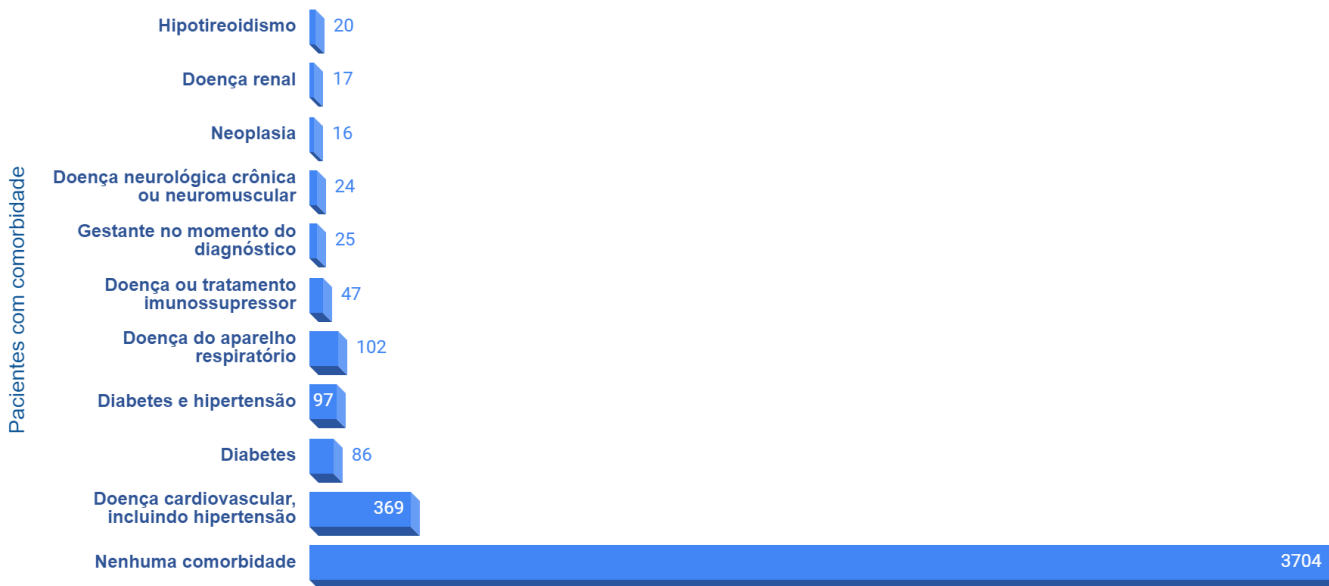 Pacientes com comorbidade
Hipotireoidismo 20
Doença renal 17
Neoplasia 16
Doença neurológica crônica
ou neuromuscular 24
Gestante no momento do
diagnóstico 25
Doença ou tratamento
imunossupressor 47
Doença do aparelho
respiratório 102
Diabetes e hipertensão 97
Diabetes 86
Doença cardiovascular,
incluindo hipertensão 369
Nenhuma comorbidade 3704